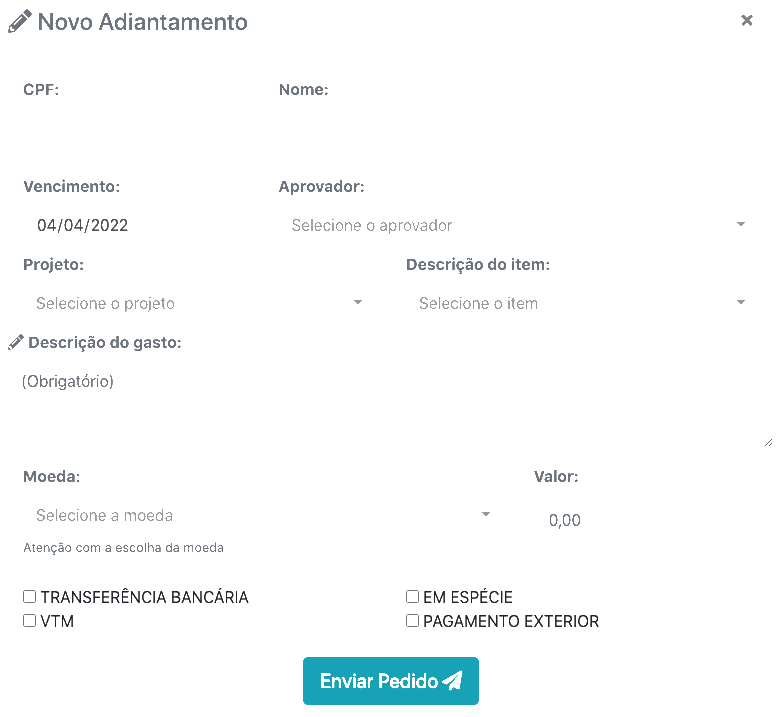 Novo Adiantamento
CPF: Nome:
Vencimento: Aprovador:
04/04/2022 Selecione o aprovador
Projeto: Descrição do item:
Selecione o projeto Selecione o item
Descrição do gasto:
(Obrigatório)
Moeda: Valor:
Selecione a moeda 0,00
Atenção com a escolha da moeda
TRANSFERÊNCIA BANCÁRIA EM ESPÉCIE
VTM PAGAMENTO EXTERIOR
Enviar Pedido